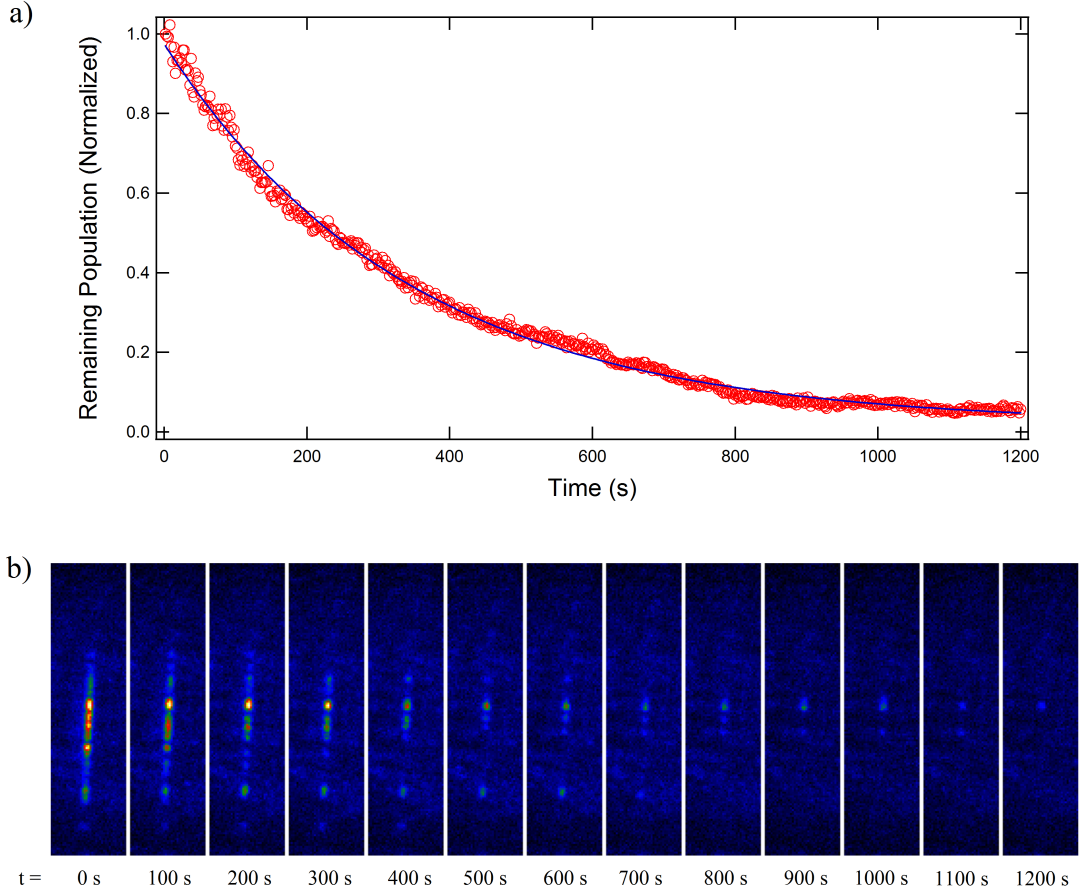 a)
Remaining Population (Normalized)
1.0
0.8
0.6
0.4
0.2
0.0
0 200 400 600 800 1000 1200
Time (s)
b)
t = 0 s 100 s 200 s 300 s 400 s 500 s 600 s 700 s 800 s 900 s 1000 s 1100 s 1200 s